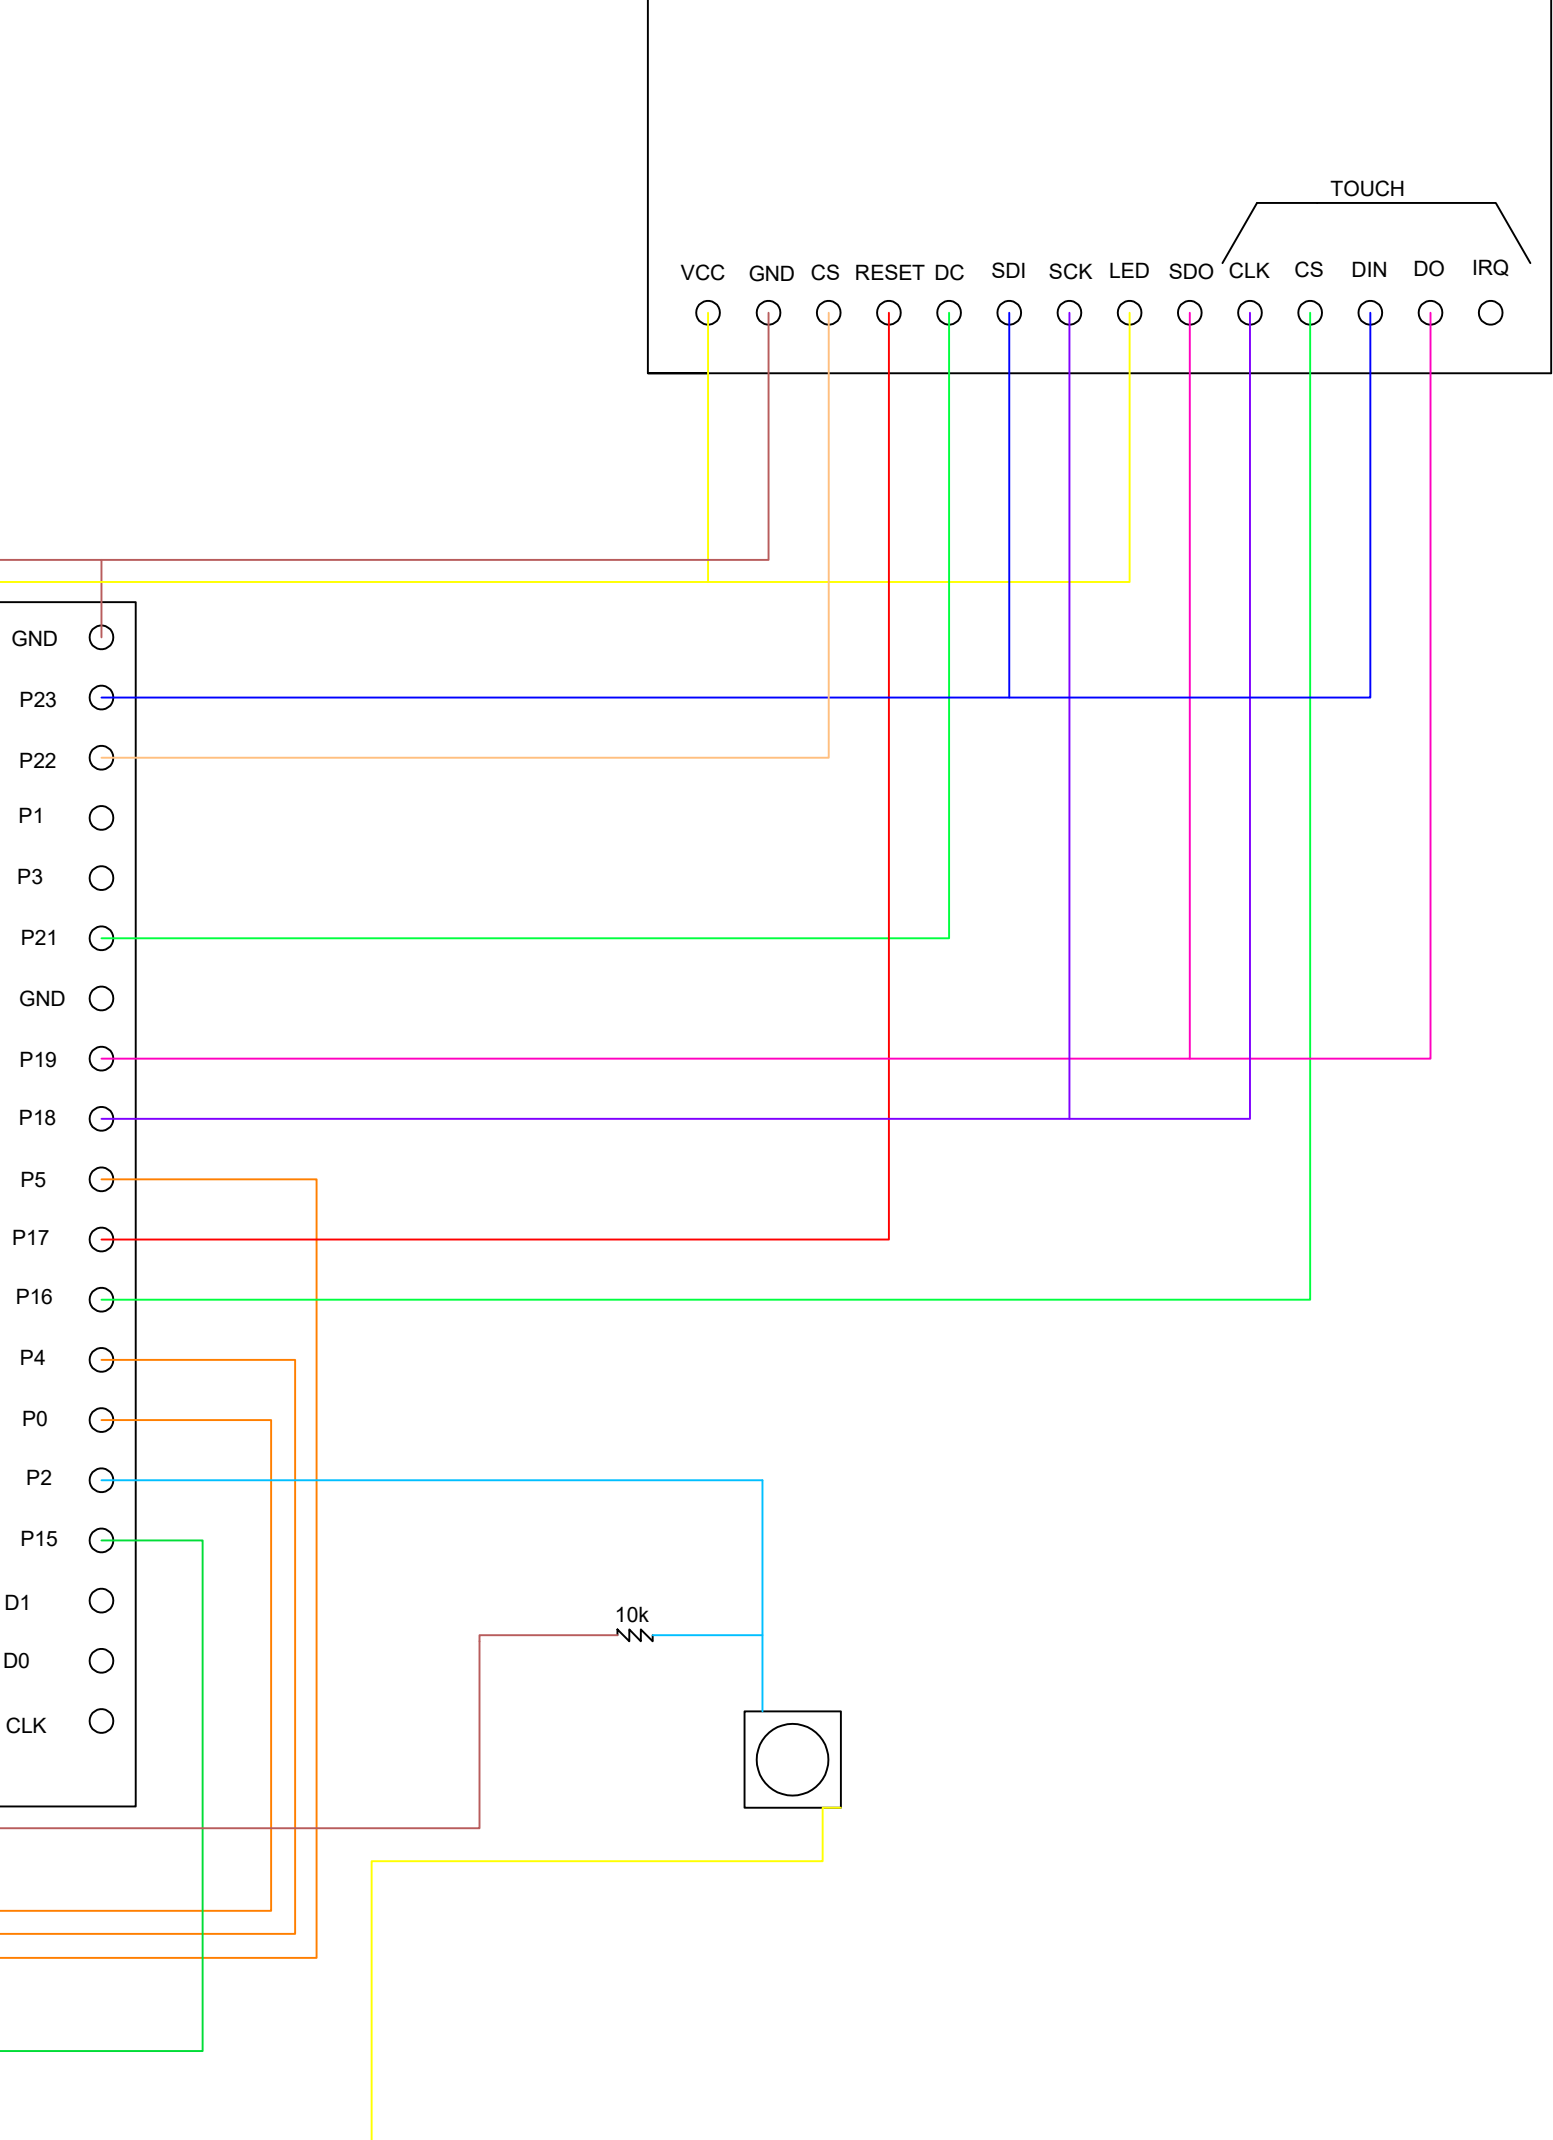 TOUCH
VCC GND CS RESET DC SDI SCK LED SDO CLK CS DIN DO IRQ
GND
P23
P22
P1
P3
P21
GND
P19
P18
P5
P17
P16
P4
P0
P2
P15
D1
10k
D0
CLK